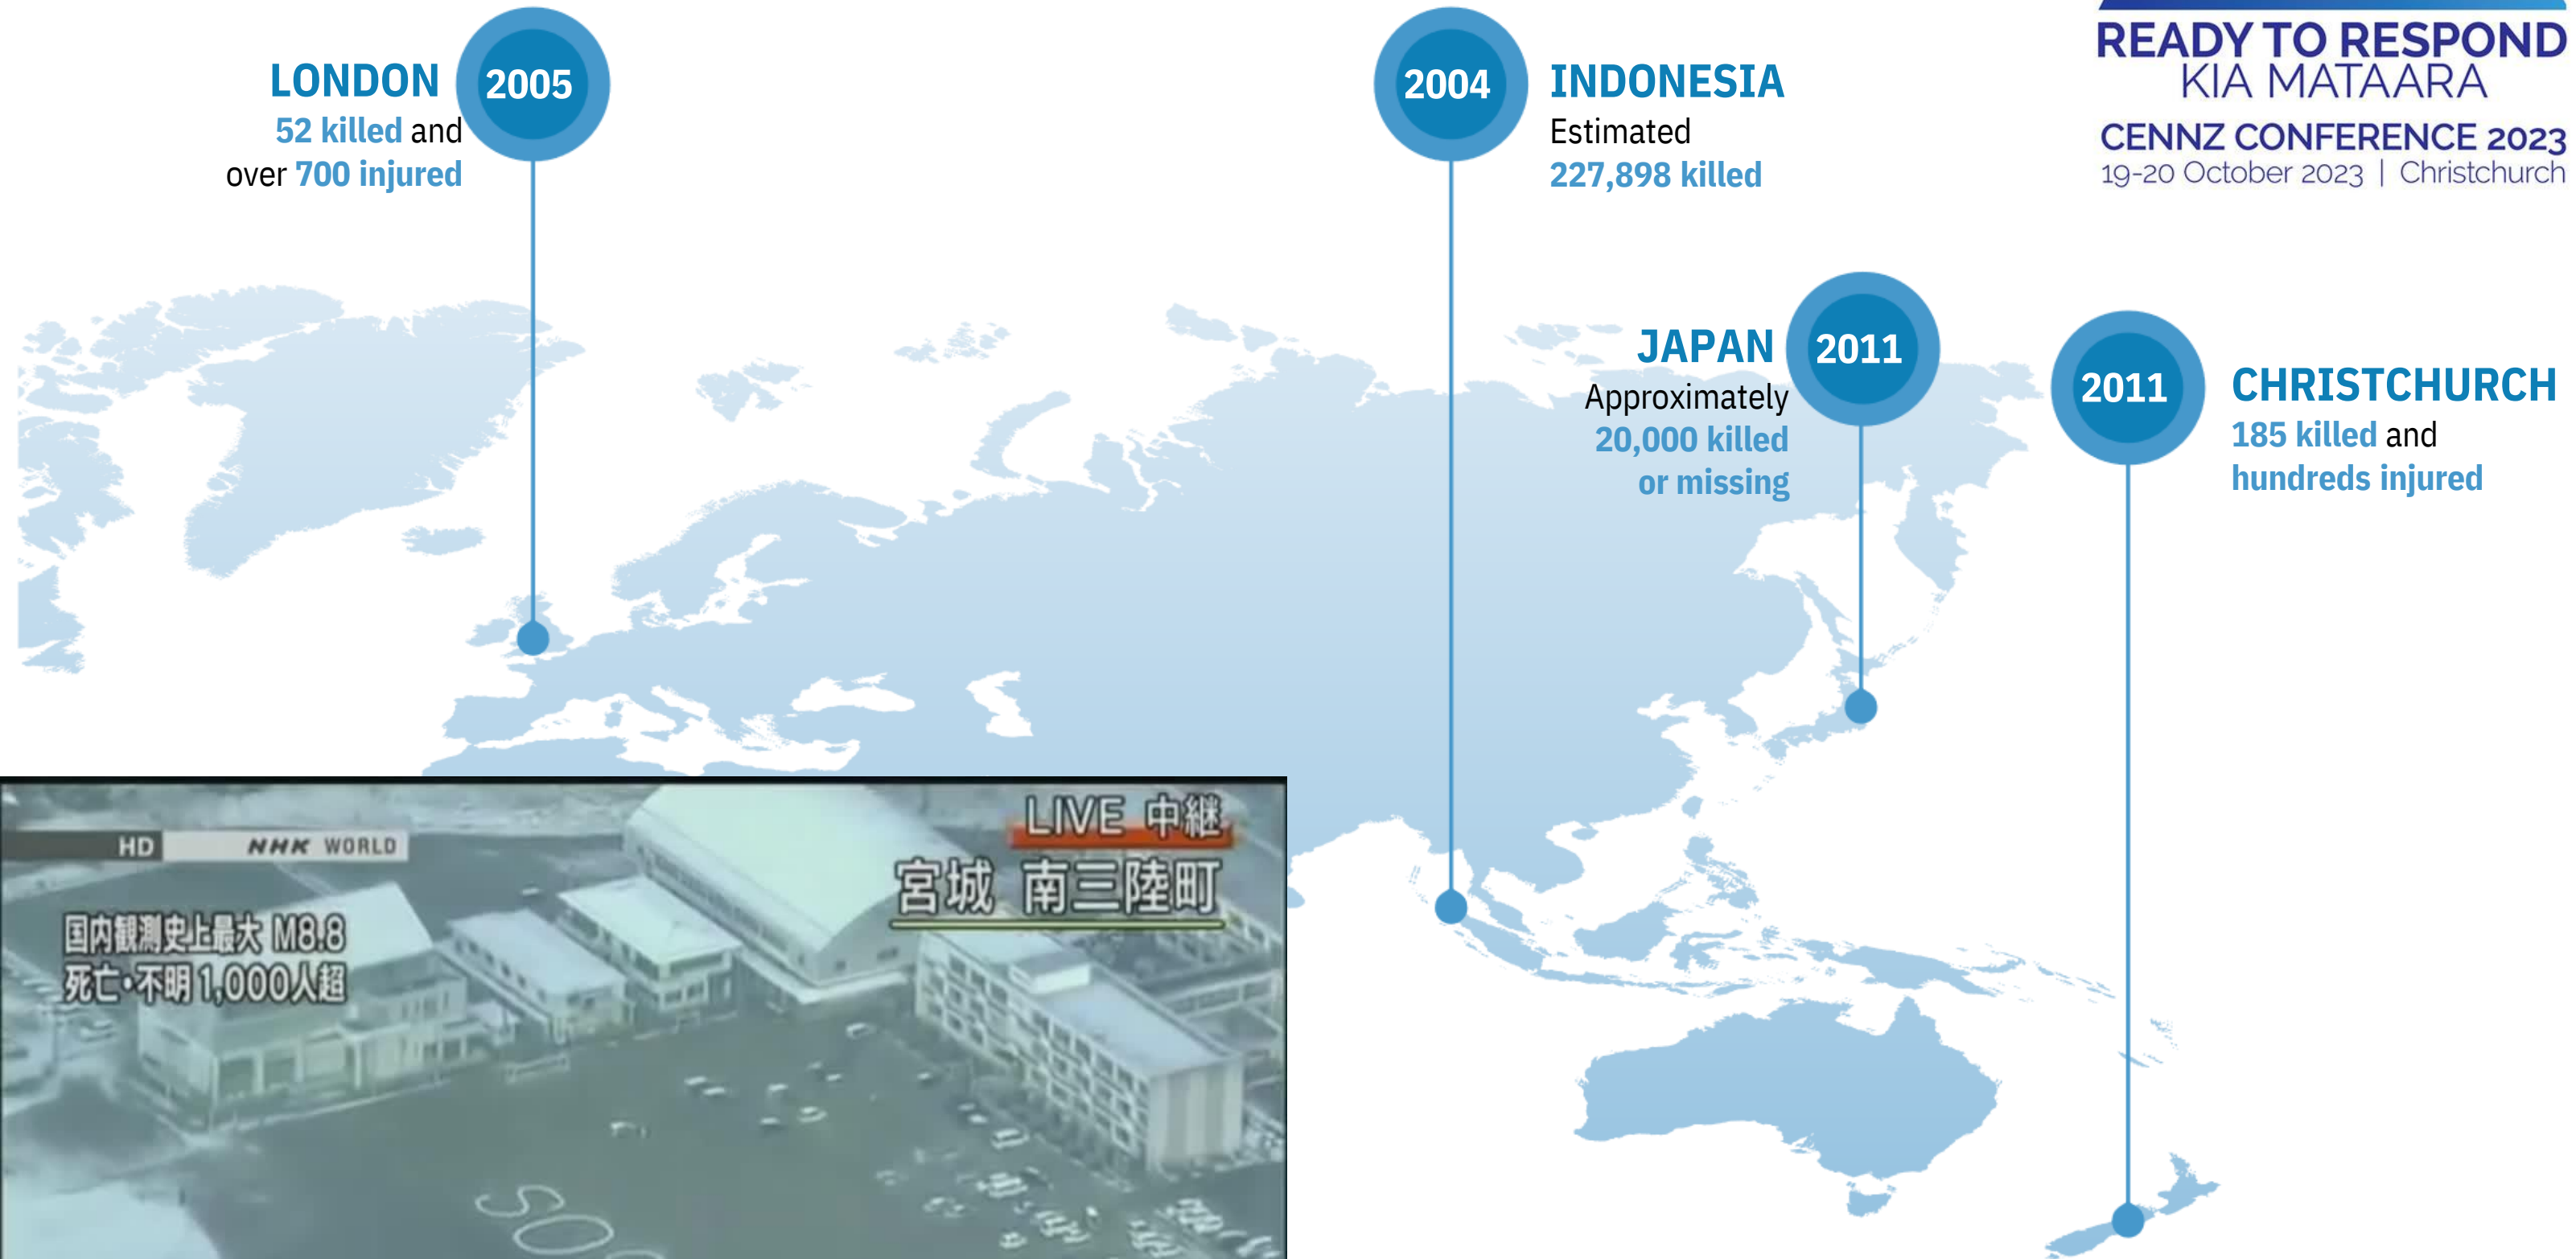 LONDON
2005
52 killed and
over 700 injured
2004
INDONESIA
Estimated
227,898 killed
READY TO RESPOND
KIA MATAARA
CENNZ CONFERENCE 2023
19-20 October 2023 | Christchurch
JAPAN
2011
Approximately
20,000 killed
or missing
2011
CHRISTCHURCH
185 killed and
hundreds injured
HD NHK WORLD
LIVE 中継
宮城 南三陸町
国内観測史上最大 M8.8
死亡・不明1,000人超
SO